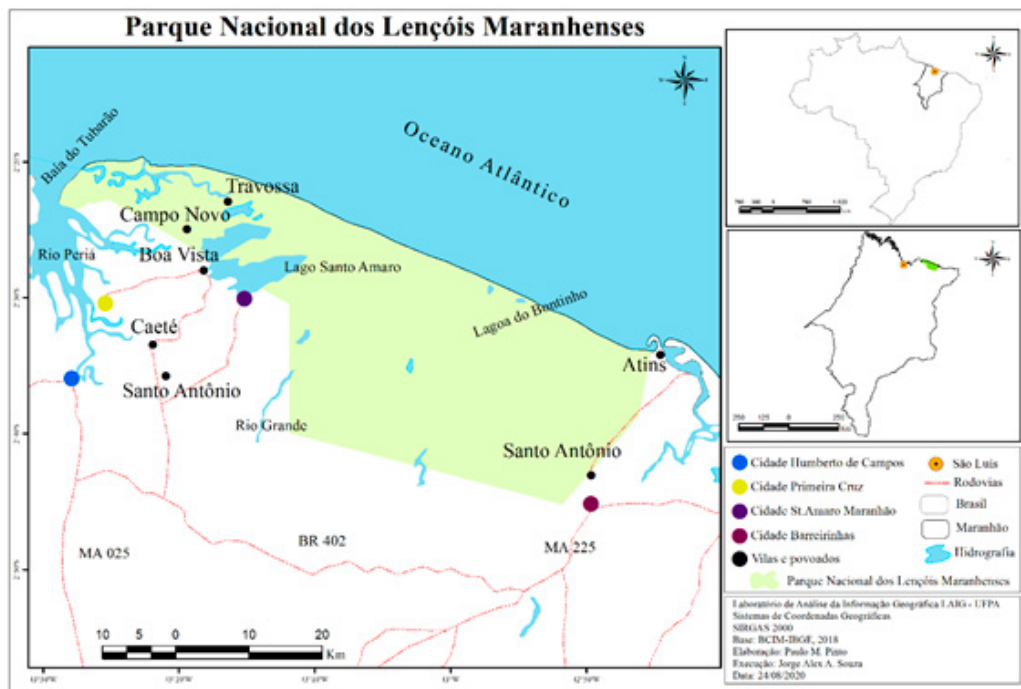 Parque Nacional dos Lençóis Maranhenses
Oceano Atlântico
Baía do Tubarão
Travossa
Campo Novo
Boa Vista
Rio Periá
Lago Santo Amaro
Lagoa do Bontinho
Caeté
Atins
Santo Antônio
Rio Grande
Santo Antônio
MA 025
BR 402
MA 225
10 5 0 10 20
Km
Cidade Humberto de Campos
Cidade Primeira Cruz
Cidade St.Amaro Maranhão
Cidade Barreirinhas
Vilas e povoados
Parque Nacional dos Lençóis Maranhenses
São Luís
Rodovias
Brasil
Maranhão
Hidrografia
Laboratório de Análise da Informação Geográfica LAIG - UFPA
Sistemas de Coordenadas Geográficas
SIRGAS 2000
Base: BCIM-IBGE, 2018
Elaboração: Paulo M. Pinto
Execução: Jorge Alex A. Souza
Data: 24/08/2020